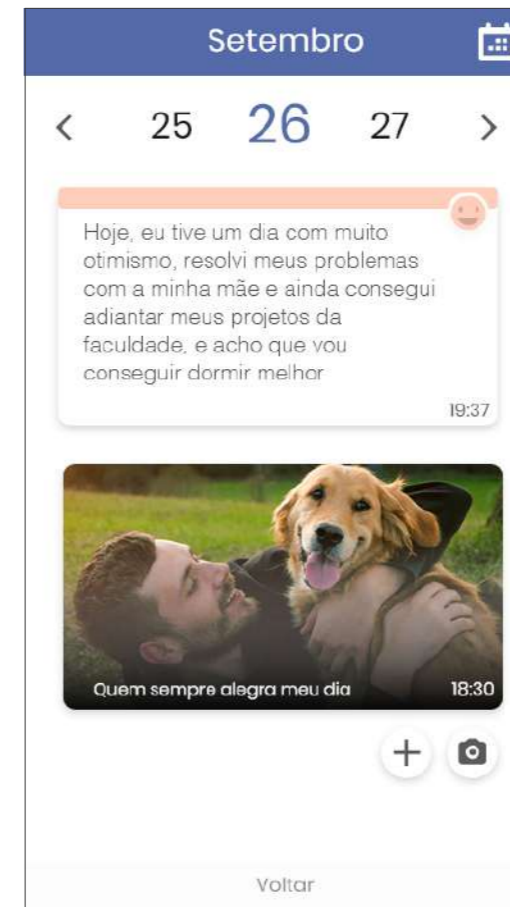 Setembro
25 26 27
Hoje, eu tive um dia com muito
otimismo, resolvi meus problemas
com a minha mãe e ainda consegui
adiantar meus projetos da
faculdade, e acho que vou
conseguir dormir melhor
19:37
Quem sempre alegra meu dia 18:30
Voltar